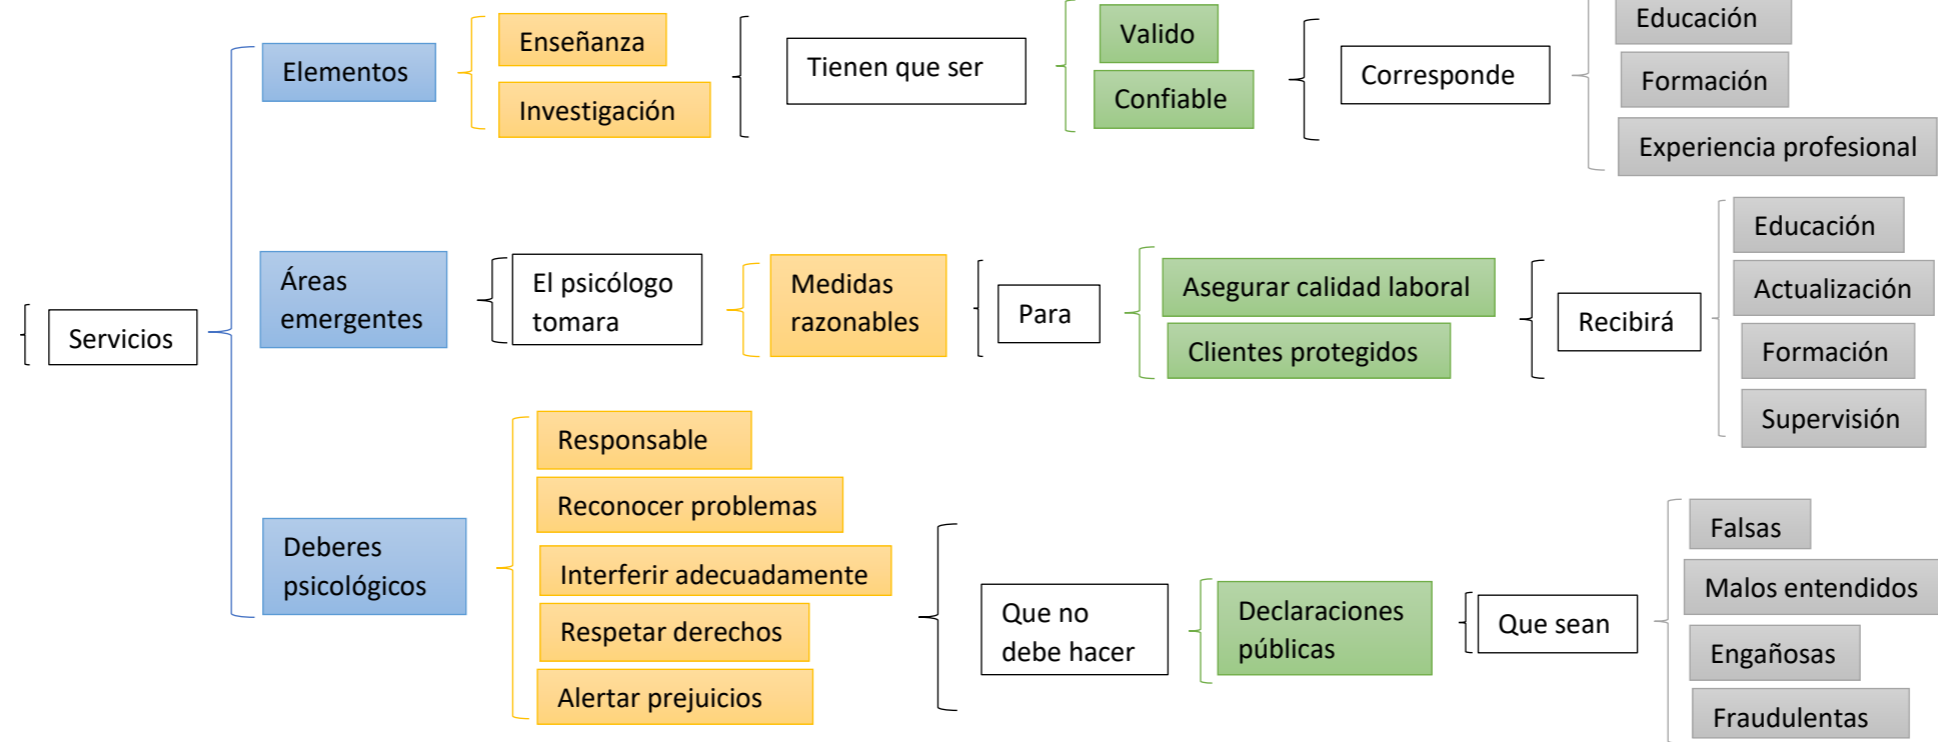 Servicios
Elementos
Enseñanza
Investigación
Tienen que ser
Valido
Confiable
Corresponde
Educación
Formación
Experiencia profesional
Áreas
emergentes
El psicólogo
tomara
Medidas
razonables
Para
Asegurar calidad laboral
Clientes protegidos
Recibirá
Educación
Actualización
Formación
Supervisión
Deberes
psicológicos
Responsable
Reconocer problemas
Interferir adecuadamente
Respetar derechos
Alertar prejuicios
Que no
debe hacer
Declaraciones
públicas
Que sean
Falsas
Malos entendidos
Engañosas
Fraudulentas